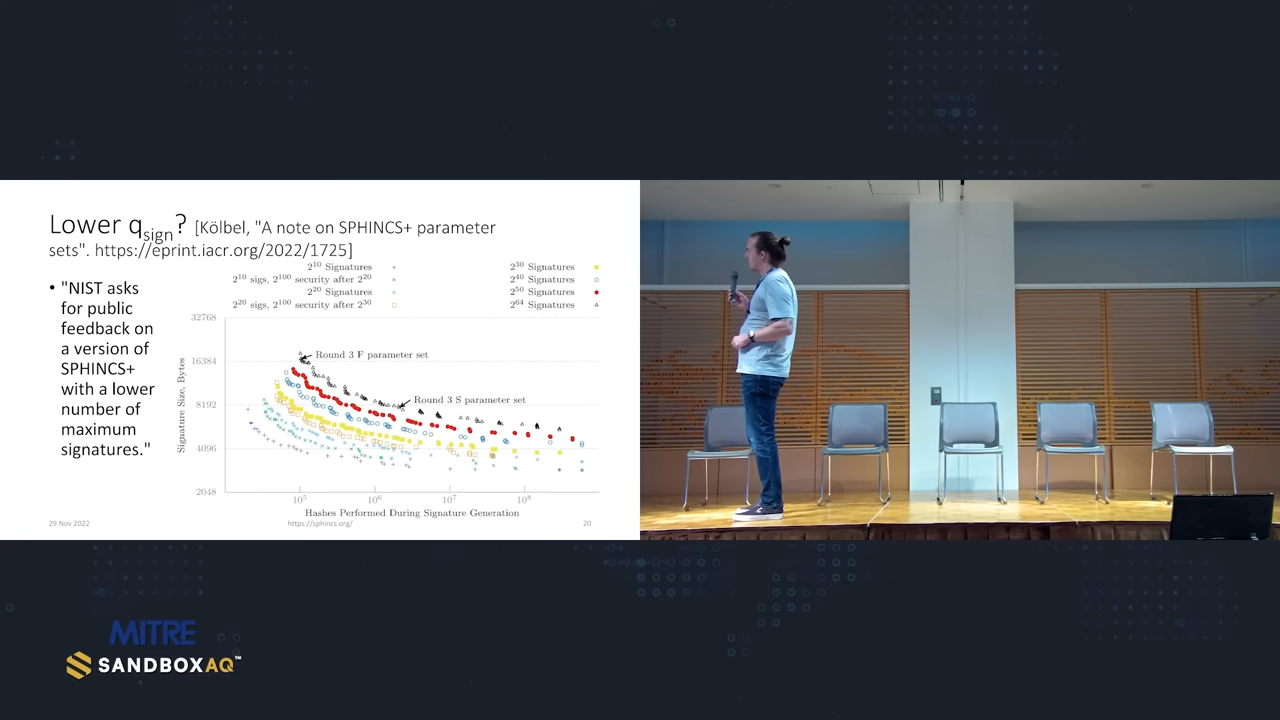 Lower qsign? [Kölbel, "A note on SPHINCS+ parameter
sets". https://eprint.iacr.org/2022/1725]
• "NIST asks
for public
feedback on
a version of
SPHINCS+
with a lower
number of
maximum
signatures."
2^10 Signatures
2^10 sigs, 2^100 security after 2^20
2^20 Signatures
2^20 sigs, 2^100 security after 2^30
2^30 Signatures
2^40 Signatures
2^50 Signatures
2^64 Signatures
32768
16384
8192
4096
2048
Signature Size, Bytes
Round 3 F parameter set
Round 3 S parameter set
10^5
10^6
10^7
10^8
Hashes Performed During Signature Generation
29 Nov 2022
https://sphincs.org/
20
MITRE
SANDBOXAQ™